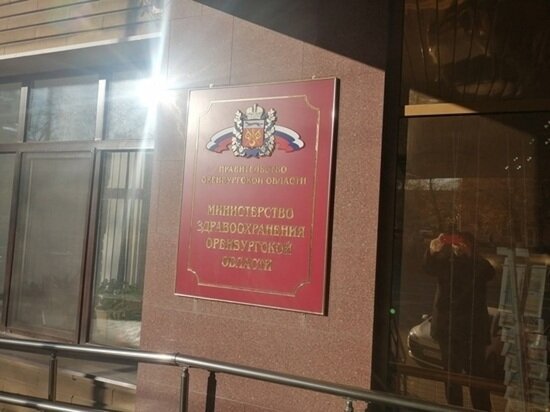 ПРАВИТЕЛЬСТВО
ОРЕНБУРГСКОЙ ОБЛАСТИ
МИНИСТЕРСТВО
ЗДРАВООХРАНЕНИЯ
ОРЕНБУРГСКОЙ
ОБЛАСТИ